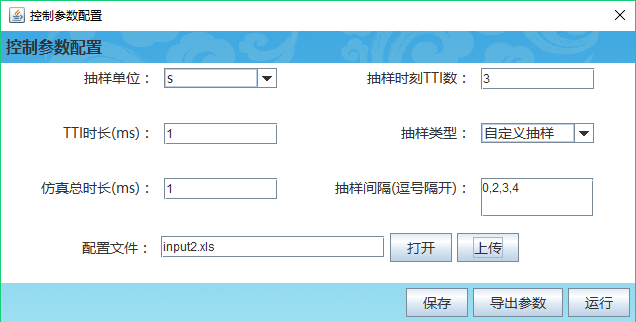 控制参数配置
控制参数配置
抽样单位： s 抽样时刻TTI数： 3
TTI时长(ms)： 1 抽样类型： 自定义抽样
仿真总时长(ms)： 1 抽样间隔(逗号隔开)： 0,2,3,4
配置文件： input2.xls 打开 上传
保存 导出参数 运行